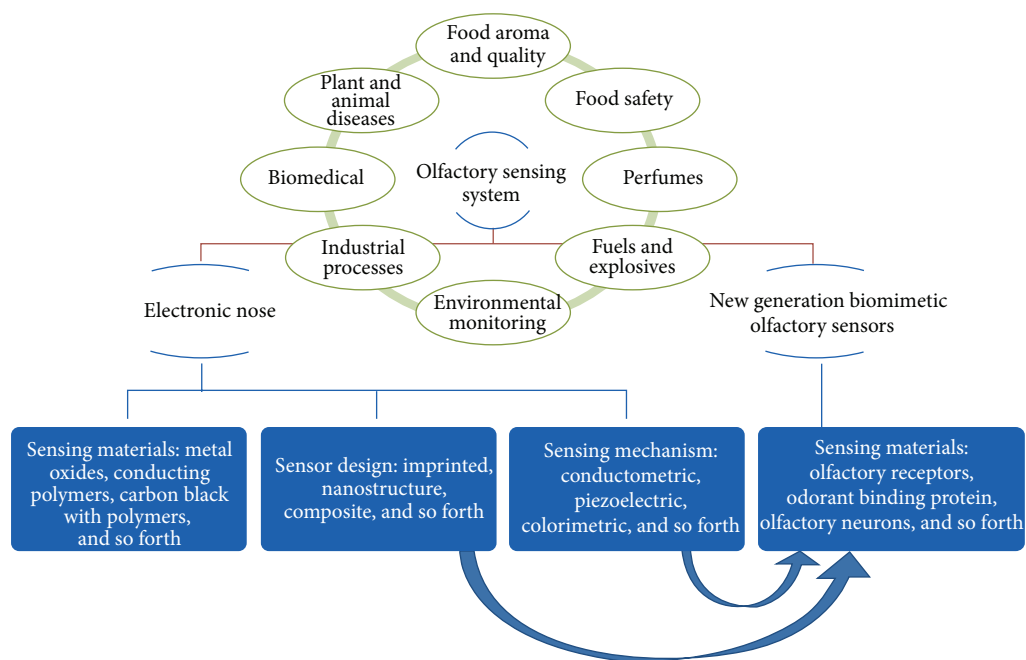 Food aroma
and quality
Plant and
animal
diseases
Food safety
Biomedical
Olfactory sensing
system
Perfumes
Industrial
processes
Fuels and
explosives
Environmental
monitoring
Electronic nose
New generation biomimetic
olfactory sensors
Sensing materials: metal
oxides, conducting
polymers, carbon black
with polymers,
and so forth
Sensor design: imprinted,
nanostructure,
composite, and so forth
Sensing mechanism:
conductometric,
piezoelectric,
colorimetric, and so forth
Sensing materials:
olfactory receptors,
odorant binding protein,
olfactory neurons, and so forth